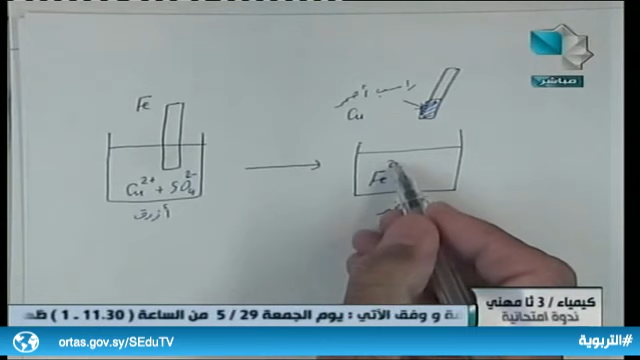 Fe
Cu²⁺ + SO₄²⁻
أزرق
راسب أحمر
Cu
Fe²⁺
مباشر
كيمياء / 3 ثا مهني
ندوة امتحانية
و وفق الآتي : يوم الجمعة 29 / 5 من الساعة ( 11.30 - 1 )
ortas.gov.sy/SEduTV
#التربوية